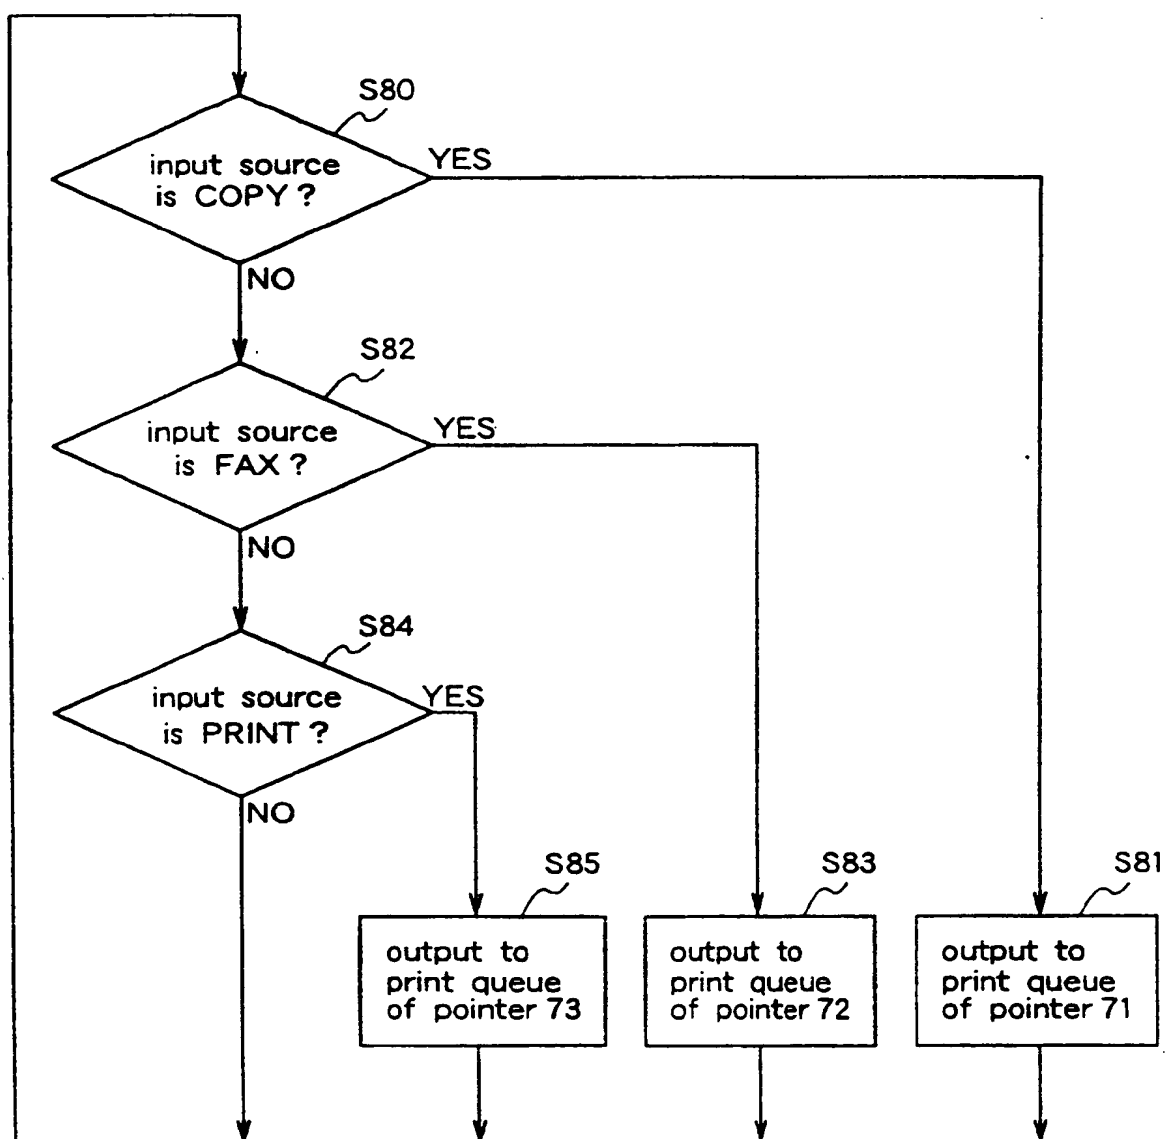 S80
input source
is COPY ?
YES
NO
S82
input source
is FAX ?
YES
NO
S84
input source
is PRINT ?
YES
NO
S85
output to
print queue
of pointer 73
S83
output to
print queue
of pointer 72
S81
output to
print queue
of pointer 71